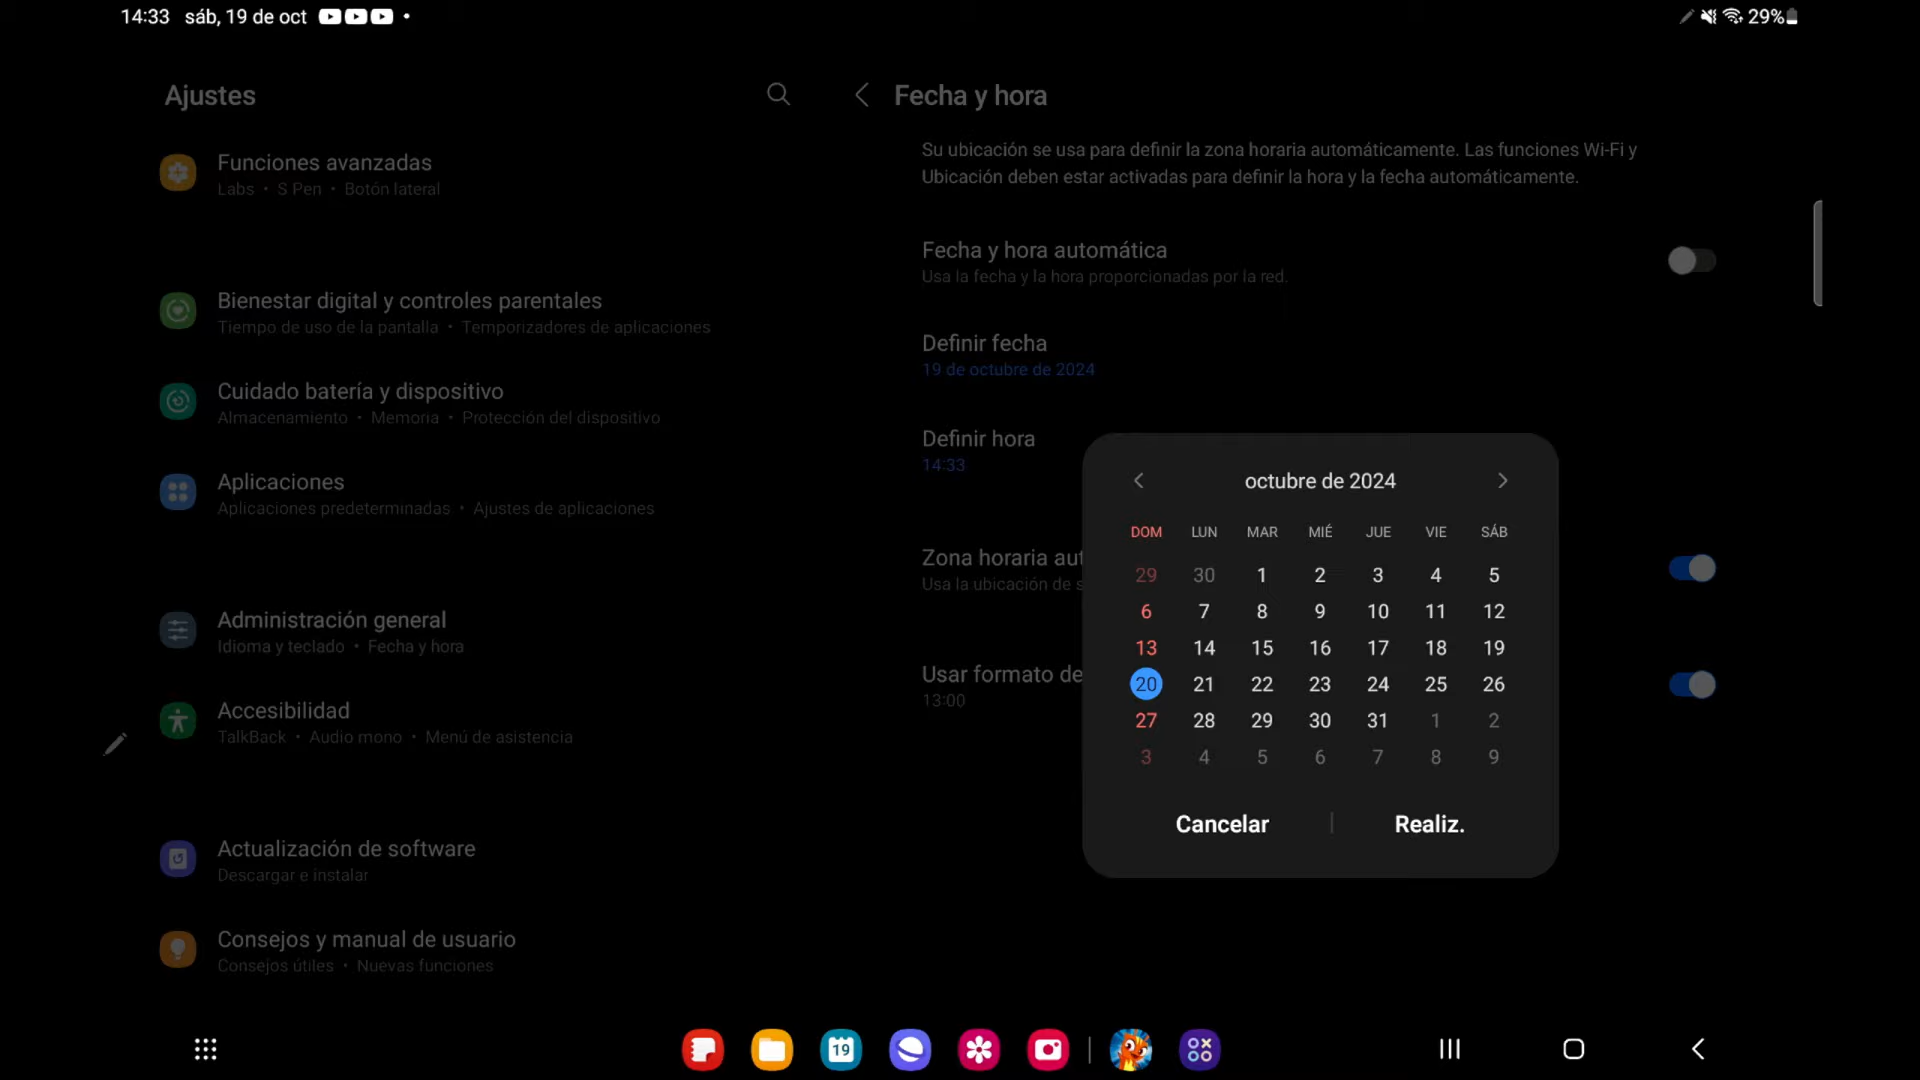 14:33 sáb, 19 de oct
29%
Ajustes
Funciones avanzadas
Labs • S Pen • Botón lateral
Bienestar digital y controles parentales
Tiempo de uso de la pantalla • Temporizadores de aplicaciones
Cuidado batería y dispositivo
Almacenamiento • Memoria • Protección del dispositivo
Aplicaciones
Aplicaciones predeterminadas • Ajustes de aplicaciones
Administración general
Idioma y teclado • Fecha y hora
Accesibilidad
TalkBack • Audio mono • Menú de asistencia
Actualización de software
Descargar e instalar
Consejos y manual de usuario
Consejos útiles • Nuevas funciones
Fecha y hora
Su ubicación se usa para definir la zona horaria automáticamente. Las funciones Wi-Fi y
Ubicación deben estar activadas para definir la hora y la fecha automáticamente.
Fecha y hora automática
Usa la fecha y la hora proporcionadas por la red.
Definir fecha
19 de octubre de 2024
Definir hora
14:33
Zona horaria aut
Usa la ubicación de s
Usar formato de
13:00
octubre de 2024
DOM LUN MAR MIÉ JUE VIE SÁB
29 30 1 2 3 4 5
6 7 8 9 10 11 12
13 14 15 16 17 18 19
20 21 22 23 24 25 26
27 28 29 30 31 1 2
3 4 5 6 7 8 9
Cancelar | Realiz.
19